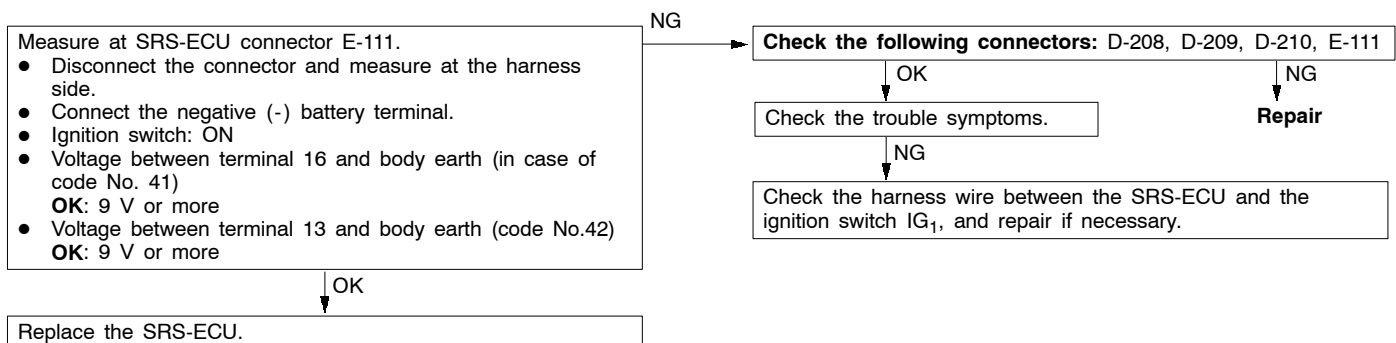 Measure at SRS-ECU connector E-111.
● Disconnect the connector and measure at the harness
side.
● Connect the negative (-) battery terminal.
● Ignition switch: ON
● Voltage between terminal 16 and body earth (in case of
code No. 41)
OK: 9 V or more
● Voltage between terminal 13 and body earth (code No.42)
OK: 9 V or more
NG
Check the following connectors: D-208, D-209, D-210, E-111
OK
NG
Check the trouble symptoms.
Repair
NG
Check the harness wire between the SRS-ECU and the
ignition switch IG1, and repair if necessary.
OK
Replace the SRS-ECU.